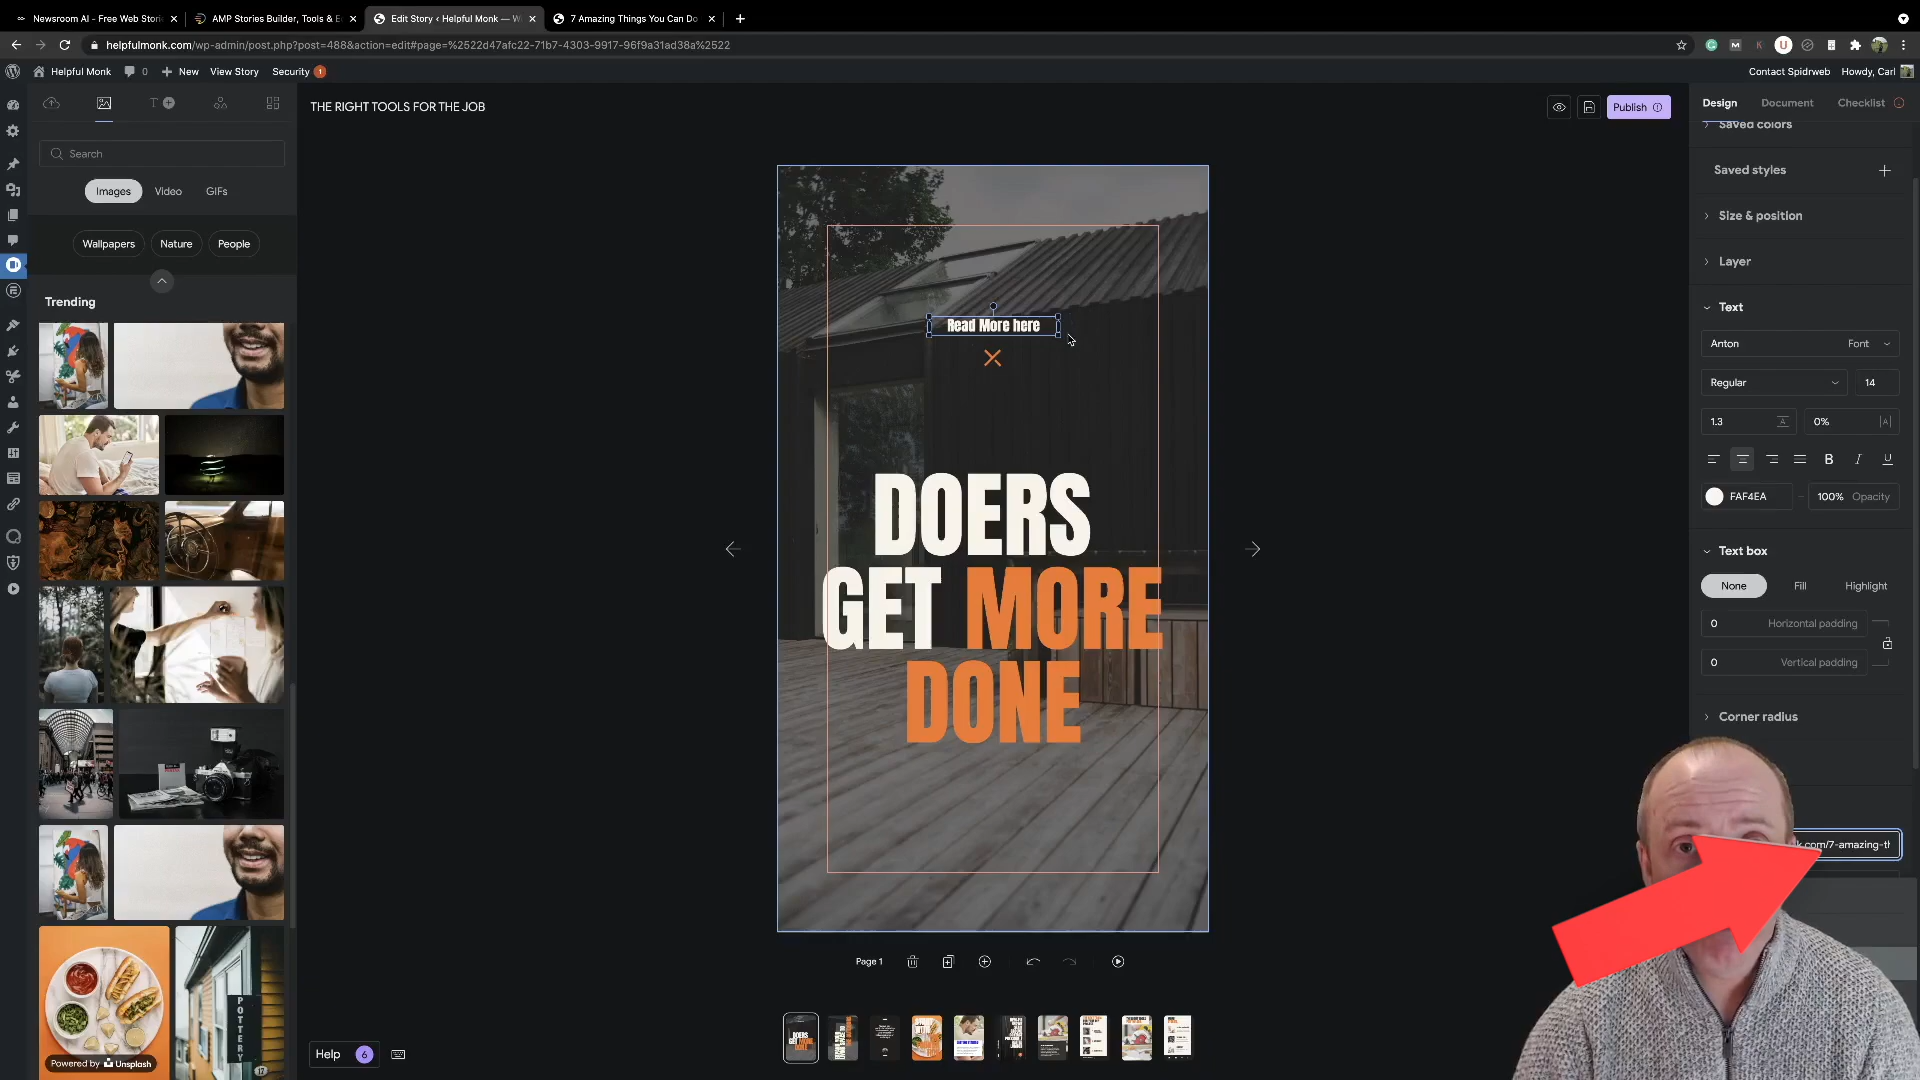 Newsroom AI - Free Web Stori
AMP Stories Builder, Tools & E
Edit Story ‹ Helpful Monk — W
7 Amazing Things You Can Do
helpfulmonk.com/wp-admin/post.php?post=488&action=edit#page=%2522d47afc22-71b7-4303-9917-96f9a31ad38a%2522
Helpful Monk
0
New
View Story
Security
1
Contact Spidrweb
Howdy, Carl
THE RIGHT TOOLS FOR THE JOB
Publish
Design
Document
Checklist
Search
Images
Video
GIFs
Wallpapers
Nature
People
Trending
POTTERY
Powered by Unsplash
Read More here
DOERS
GET MORE
DONE
Page 1
Help
6
Saved colors
Saved styles
Size & position
Layer
Text
Anton
Font
Regular
14
1.3
0%
B
I
U
FAF4EA
100%
Opacity
Text box
None
Fill
Highlight
0
Horizontal padding
0
Vertical padding
Corner radius
k.com/7-amazing-th